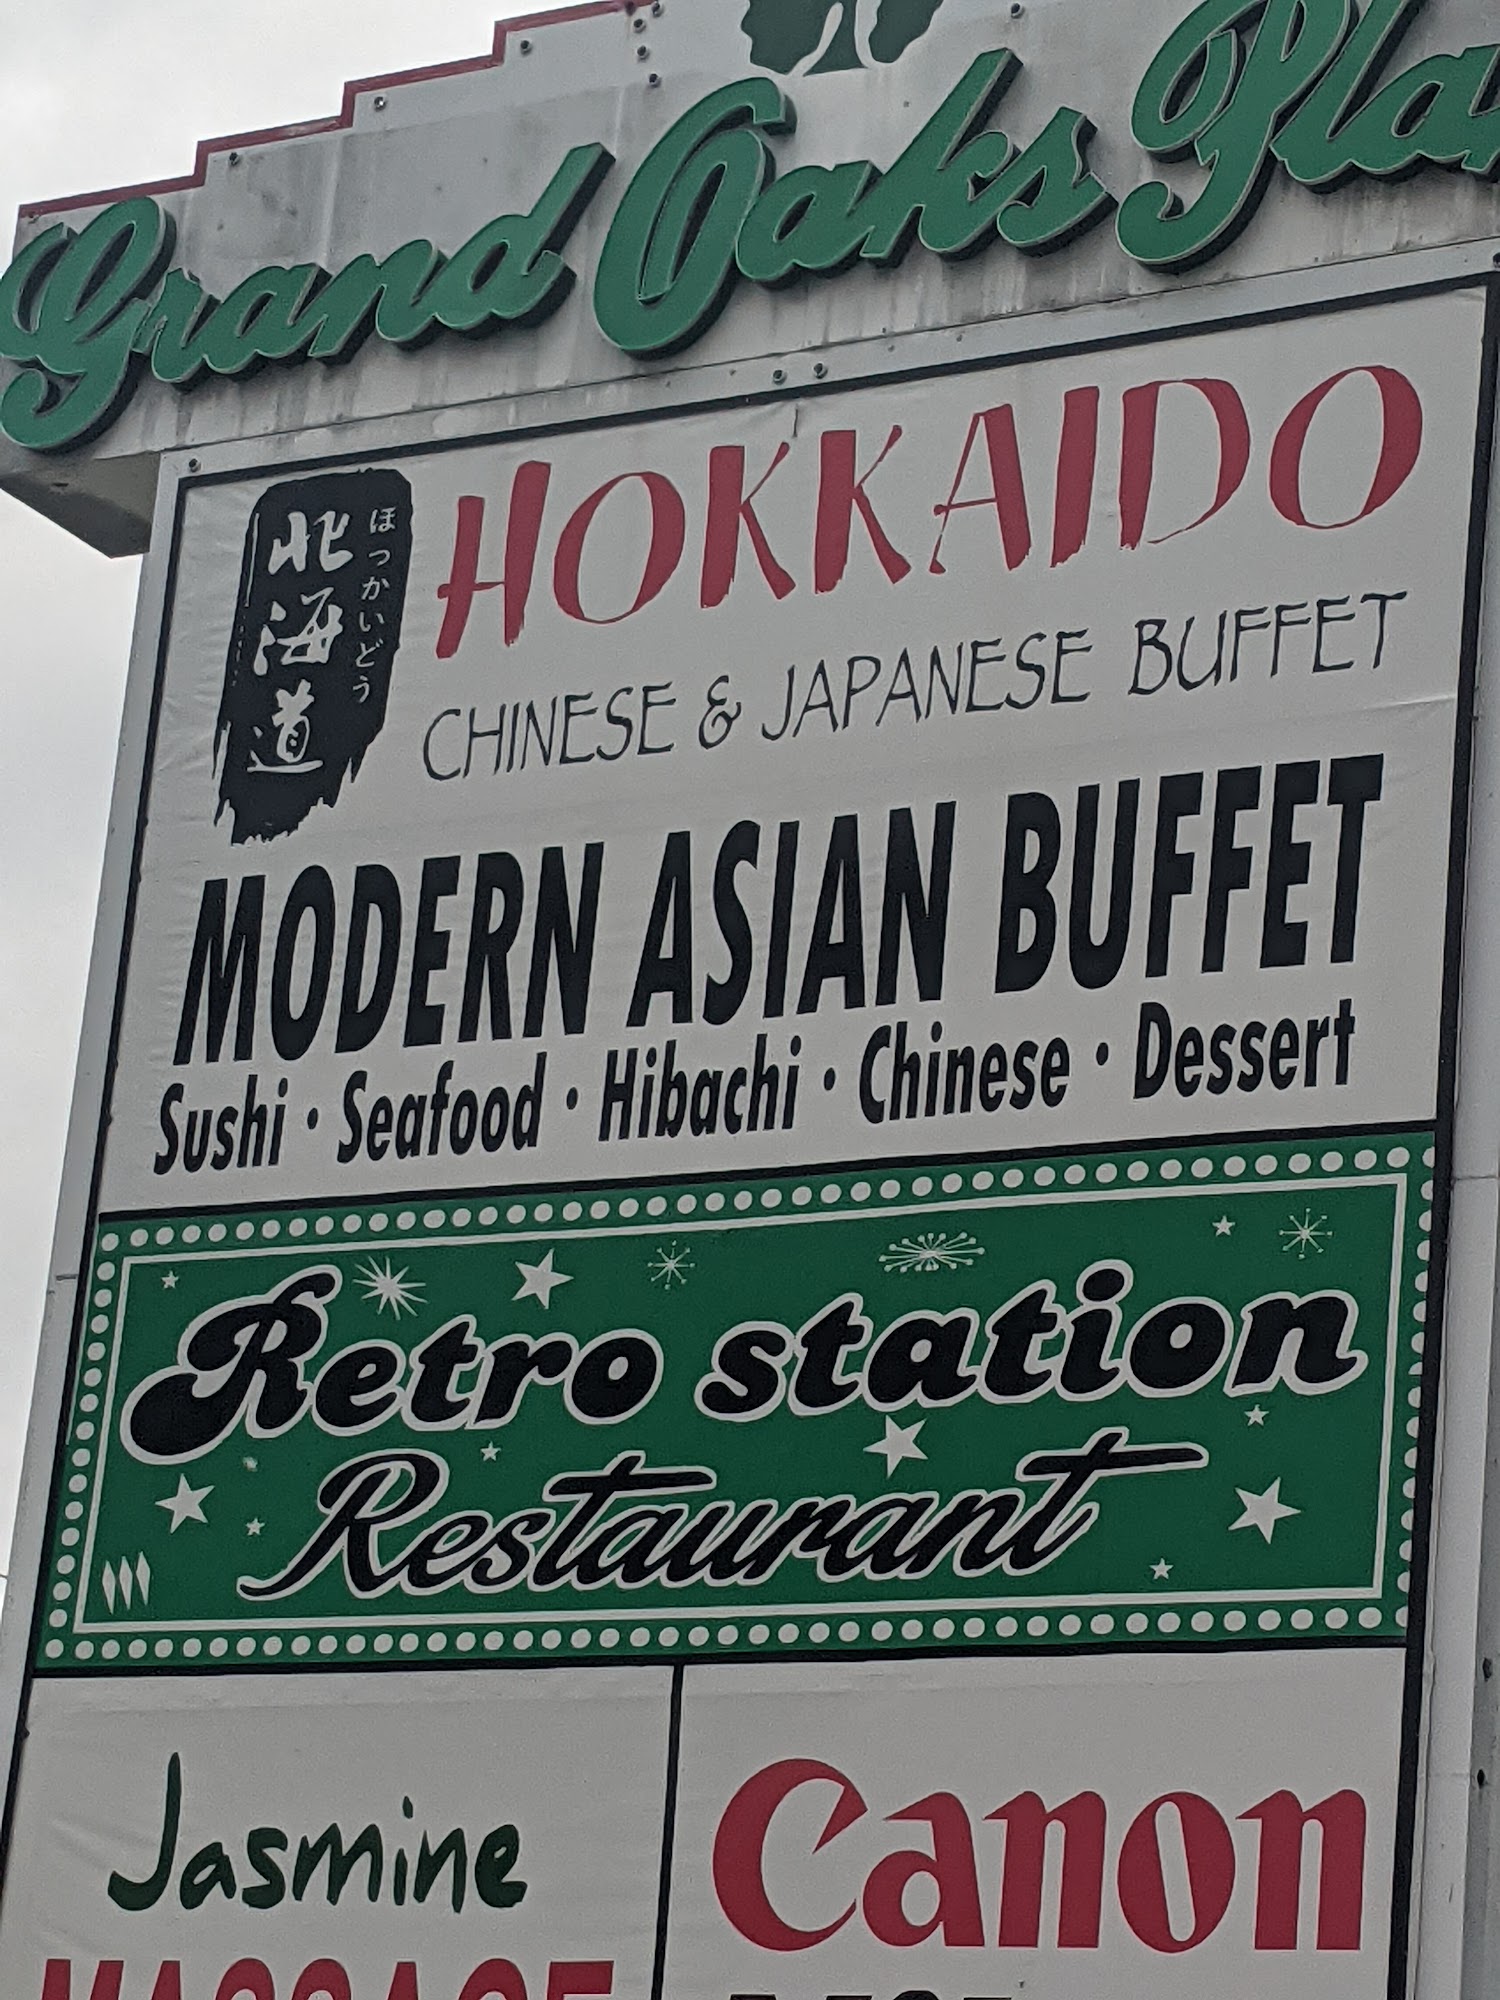 Grand Oaks
北海道
ほっかいどう
HOKKAIDO
CHINESE & JAPANESE BUFFET
MODERN ASIAN BUFFET
Sushi · Seafood · Hibachi · Chinese · Dessert
Retro station
Restaurant
Jasmine
Canon
MASSAGE